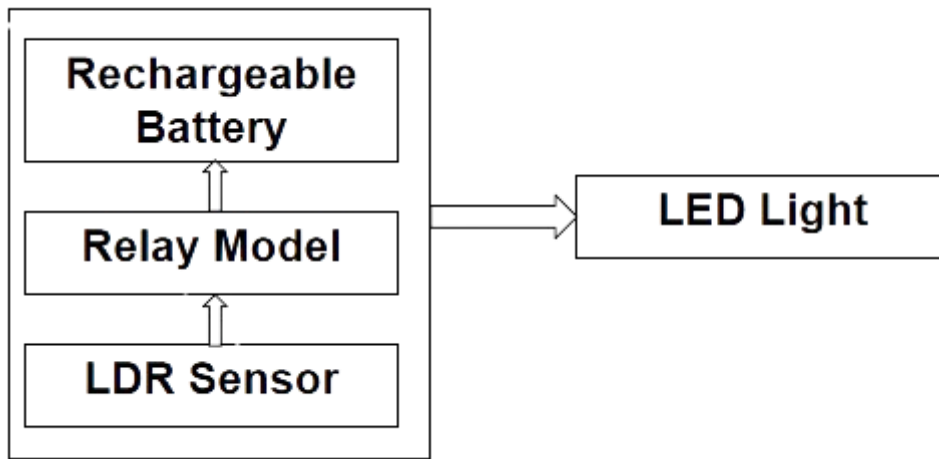 Rechargeable
Battery
Relay Model
LDR Sensor
LED Light